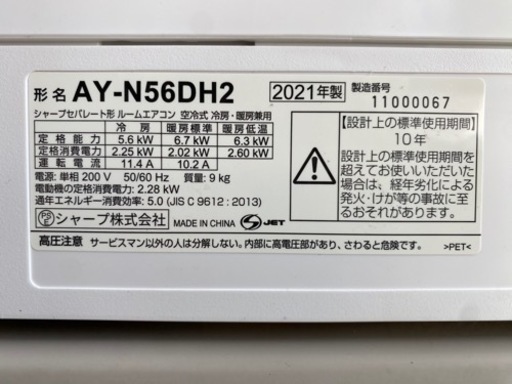 形名 AY-N56DH2 2021年製 製造番号 11000067
シャープセパレート形 ルームエアコン 空冷式 冷房・暖房兼用
冷房 暖房標準 暖房低温
定格能力 5.6 kW 6.7 kW 6.3 kW
定格消費電力 2.25 kW 2.02 kW 2.60 kW
運転電流 11.4 A 10.2 A
電源: 単相 200 V 50/60 Hz 質量: 9 kg
電動機の定格消費電力: 2.28 kW
通年エネルギー消費効率: 5.0 (JIS C 9612 : 2013)
PS E シャープ株式会社 MADE IN CHINA S JET
【設計上の標準使用期間】
10年
設計上の標準使用期間を
超えてお使いいただいた
場合は、経年劣化による
発火・けが等の事故に至
るおそれがあります。
高圧注意 サービスマン以外の人は分解しない。内部に高電圧部があり、さわると危険です。 >PET<